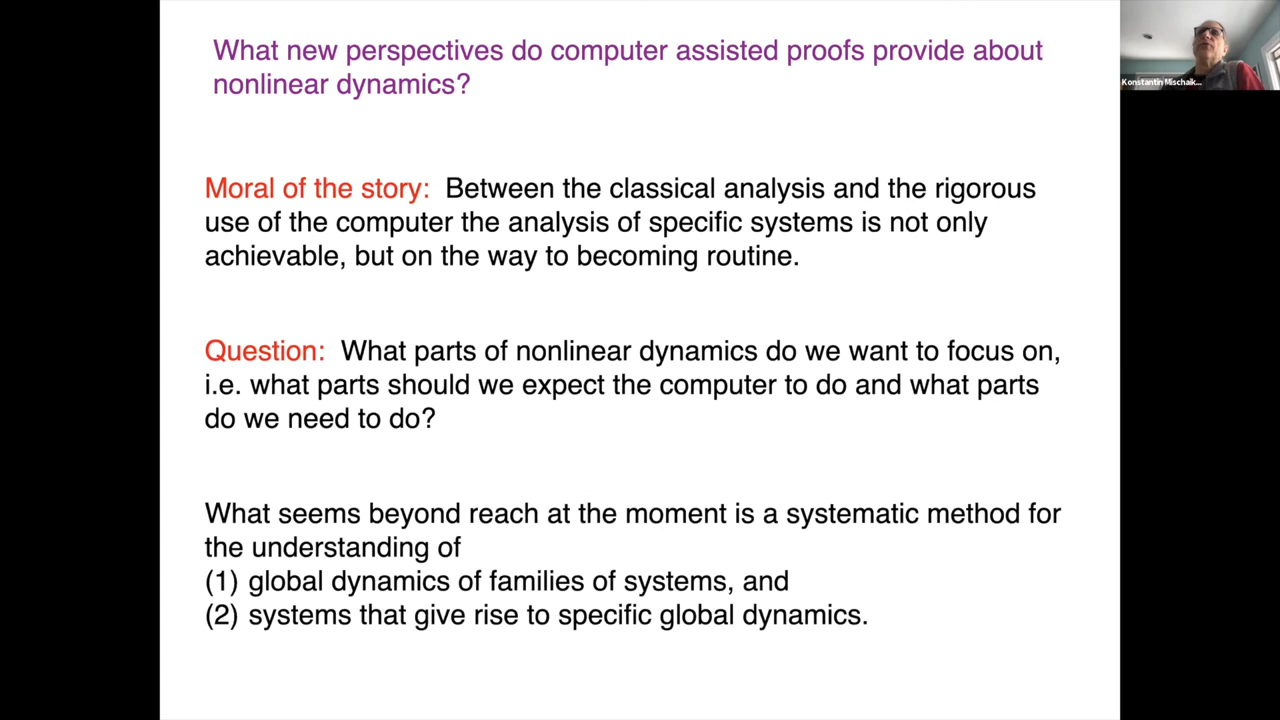 What new perspectives do computer assisted proofs provide about
nonlinear dynamics?
Konstantin Mischaik...
Moral of the story: Between the classical analysis and the rigorous
use of the computer the analysis of specific systems is not only
achievable, but on the way to becoming routine.
Question: What parts of nonlinear dynamics do we want to focus on,
i.e. what parts should we expect the computer to do and what parts
do we need to do?
What seems beyond reach at the moment is a systematic method for
the understanding of
(1) global dynamics of families of systems, and
(2) systems that give rise to specific global dynamics.